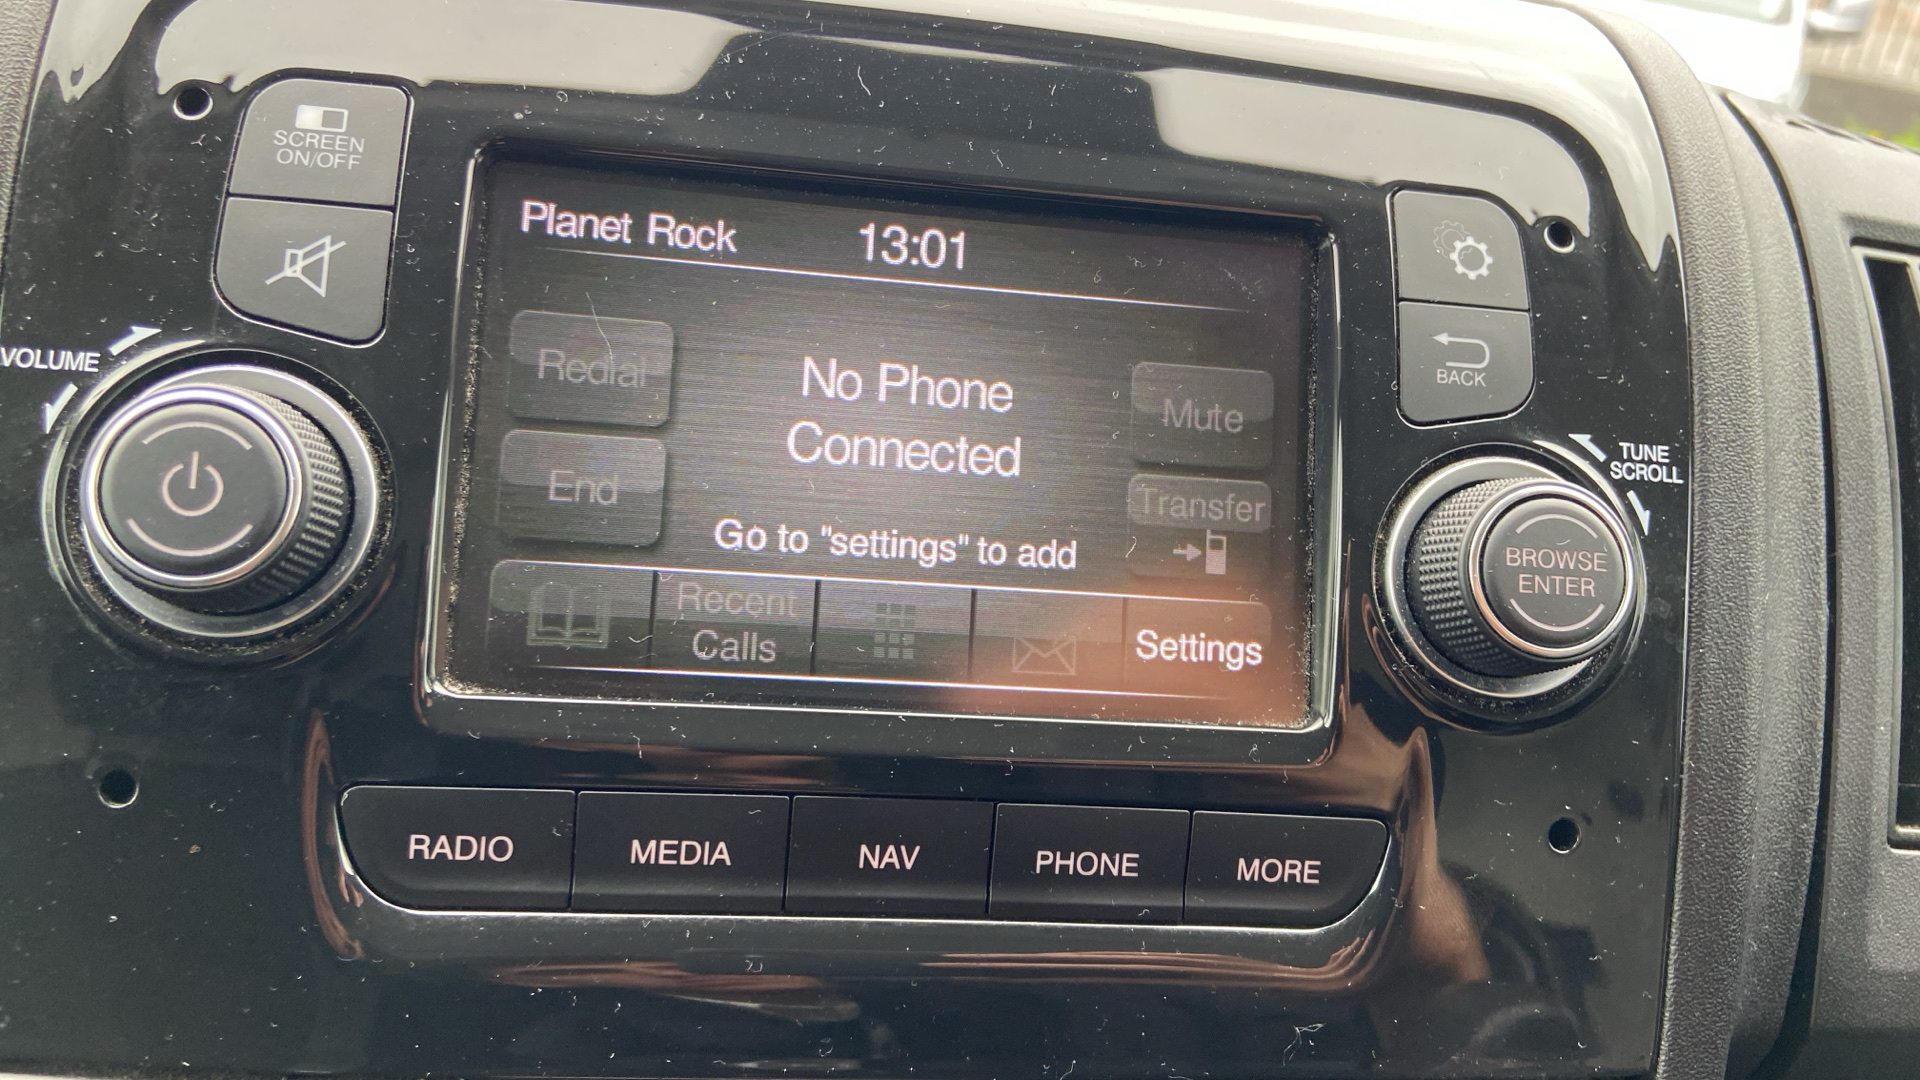 SCREEN
ON/OFF
VOLUME
Planet Rock 13:01
Redial
End
No Phone
Connected
Go to "settings" to add
Mute
Transfer
Recent
Calls
Settings
BACK
TUNE
SCROLL
BROWSE
ENTER
RADIO
MEDIA
NAV
PHONE
MORE